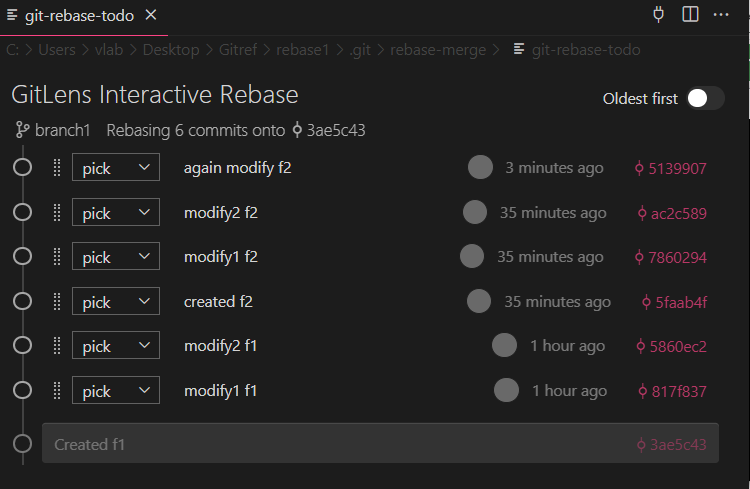 git-rebase-todo
C: > Users > vlab > Desktop > Gitref > rebase1 > .git > rebase-merge > git-rebase-todo
GitLens Interactive Rebase
Oldest first
branch1 Rebasing 6 commits onto 3ae5c43
pick again modify f2 3 minutes ago 5139907
pick modify2 f2 35 minutes ago ac2c589
pick modify1 f2 35 minutes ago 7860294
pick created f2 35 minutes ago 5faab4f
pick modify2 f1 1 hour ago 5860ec2
pick modify1 f1 1 hour ago 817f837
Created f1 3ae5c43